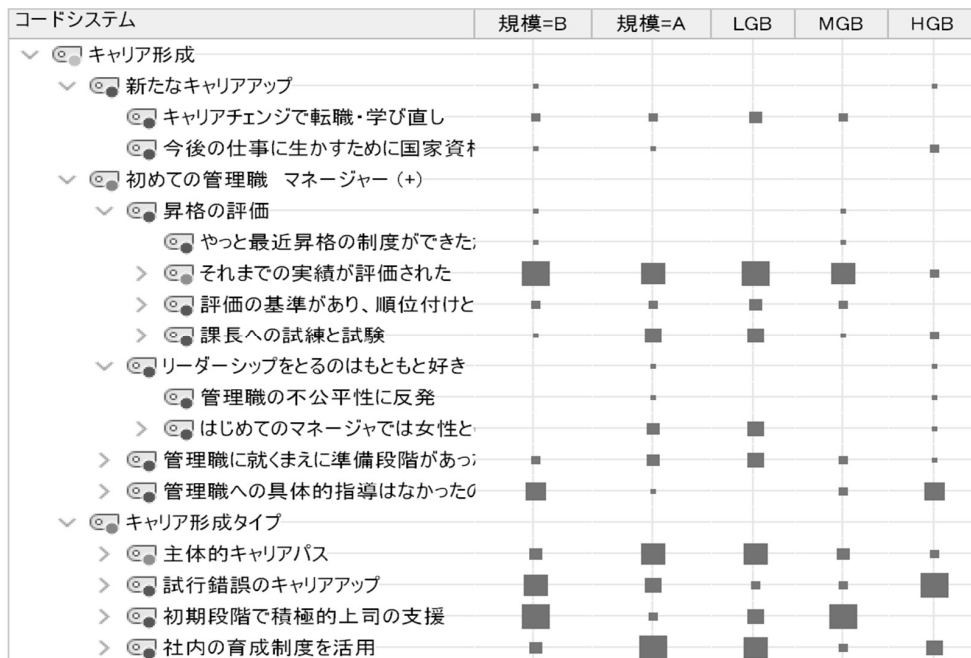 コードシステム 規模=B 規模=A LGB MGB HGB
キャリア形成
新たなキャリアアップ
キャリアチェンジで転職・学び直し
今後の仕事に生かすために国家資
初めての管理職 マネージャー (+)
昇格の評価
やっと最近昇格の制度ができた
それまでの実績が評価された
評価の基準があり、順位付けと
課長への試練と試験
リーダーシップをとるのはもともと好き
管理職の不公平性に反発
はじめてのマネージャでは女性と
管理職に就くまえに準備段階があっ
管理職への具体的指導はなかったの
キャリア形成タイプ
主体的キャリアパス
試行錯誤のキャリアアップ
初期段階で積極的上司の支援
社内の育成制度を活用